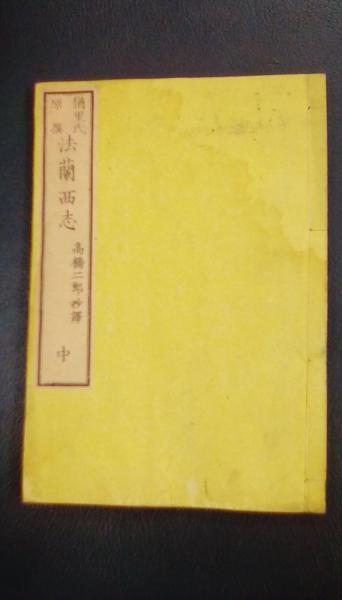 猶里氏
原撰
法蘭西志
高橋二郎抄譯
中